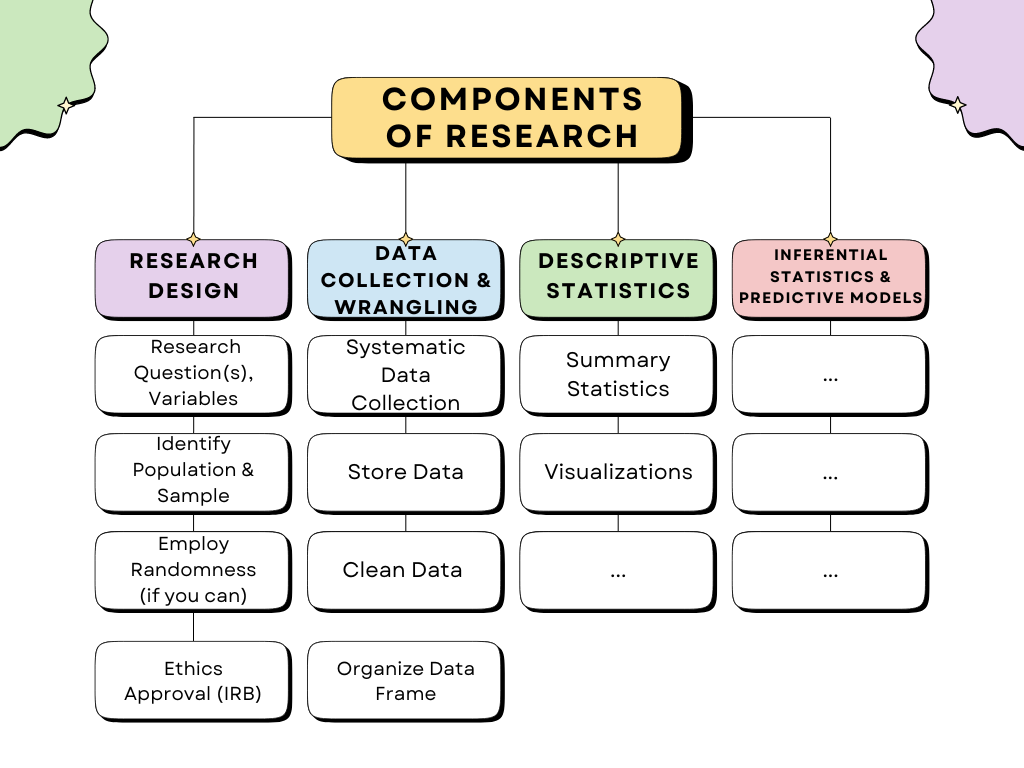 COMPONENTS
OF RESEARCH
RESEARCH
DESIGN
Research
Question(s),
Variables
Identify
Population &
Sample
Employ
Randomness
(if you can)
Ethics
Approval (IRB)
DATA
COLLECTION &
WRANGLING
Systematic
Data
Collection
Store Data
Clean Data
Organize Data
Frame
DESCRIPTIVE
STATISTICS
Summary
Statistics
Visualizations
...
INFERENTIAL
STATISTICS &
PREDICTIVE MODELS
...
...
...